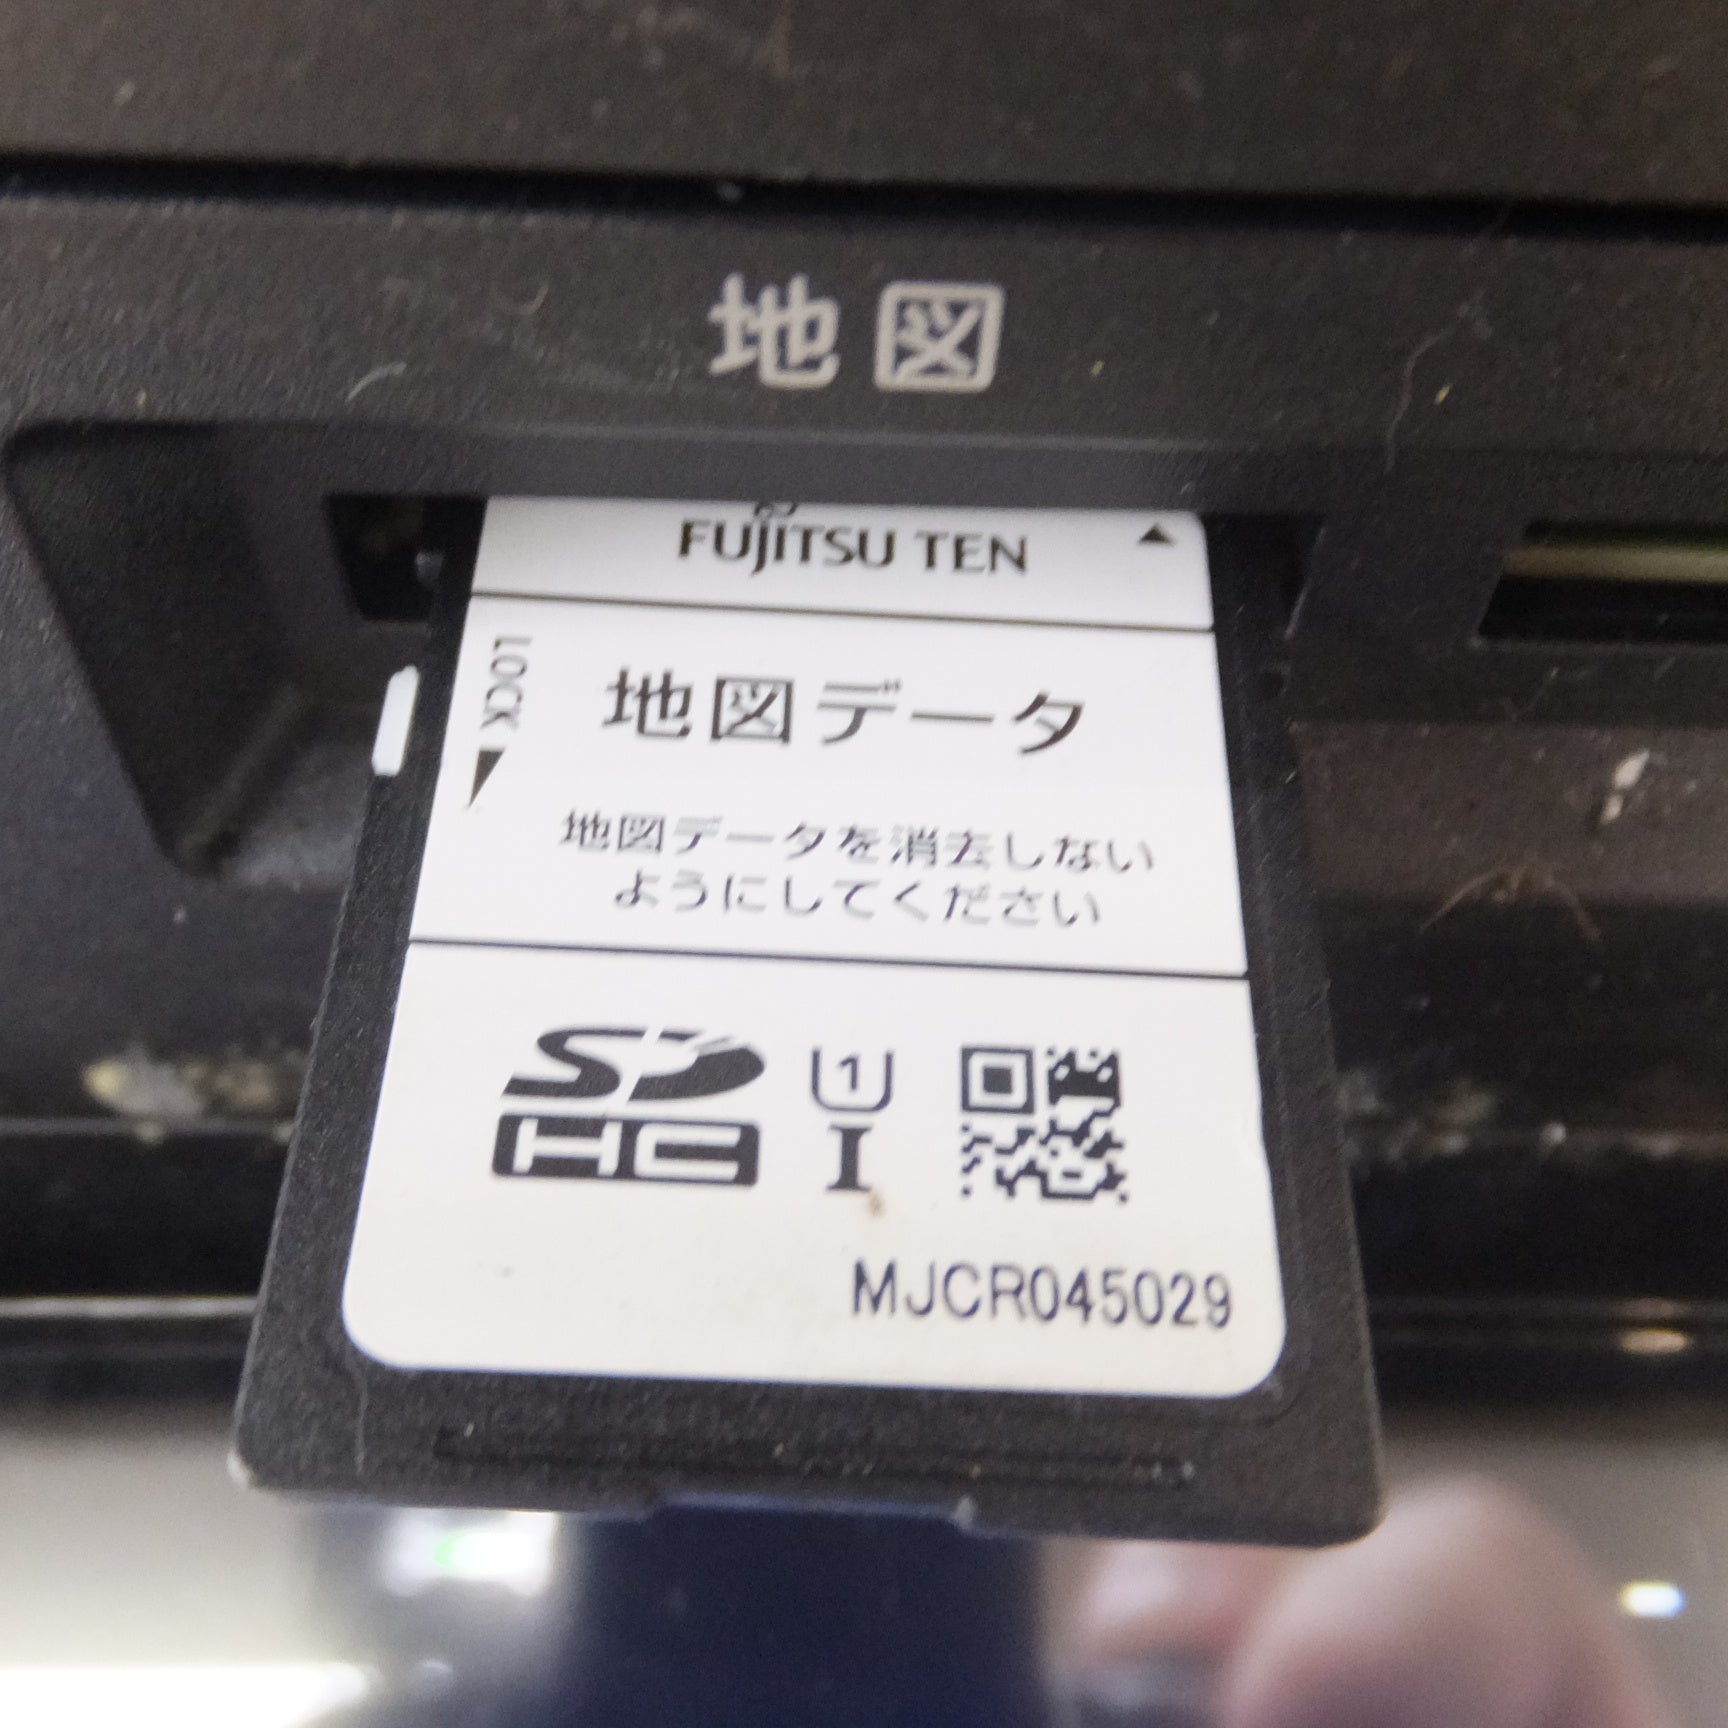 地図
FUJITSU TEN
LOCK
地図データ
地図データを消去しない
ようにしてください
SD
HC
1
I
MJCR045029